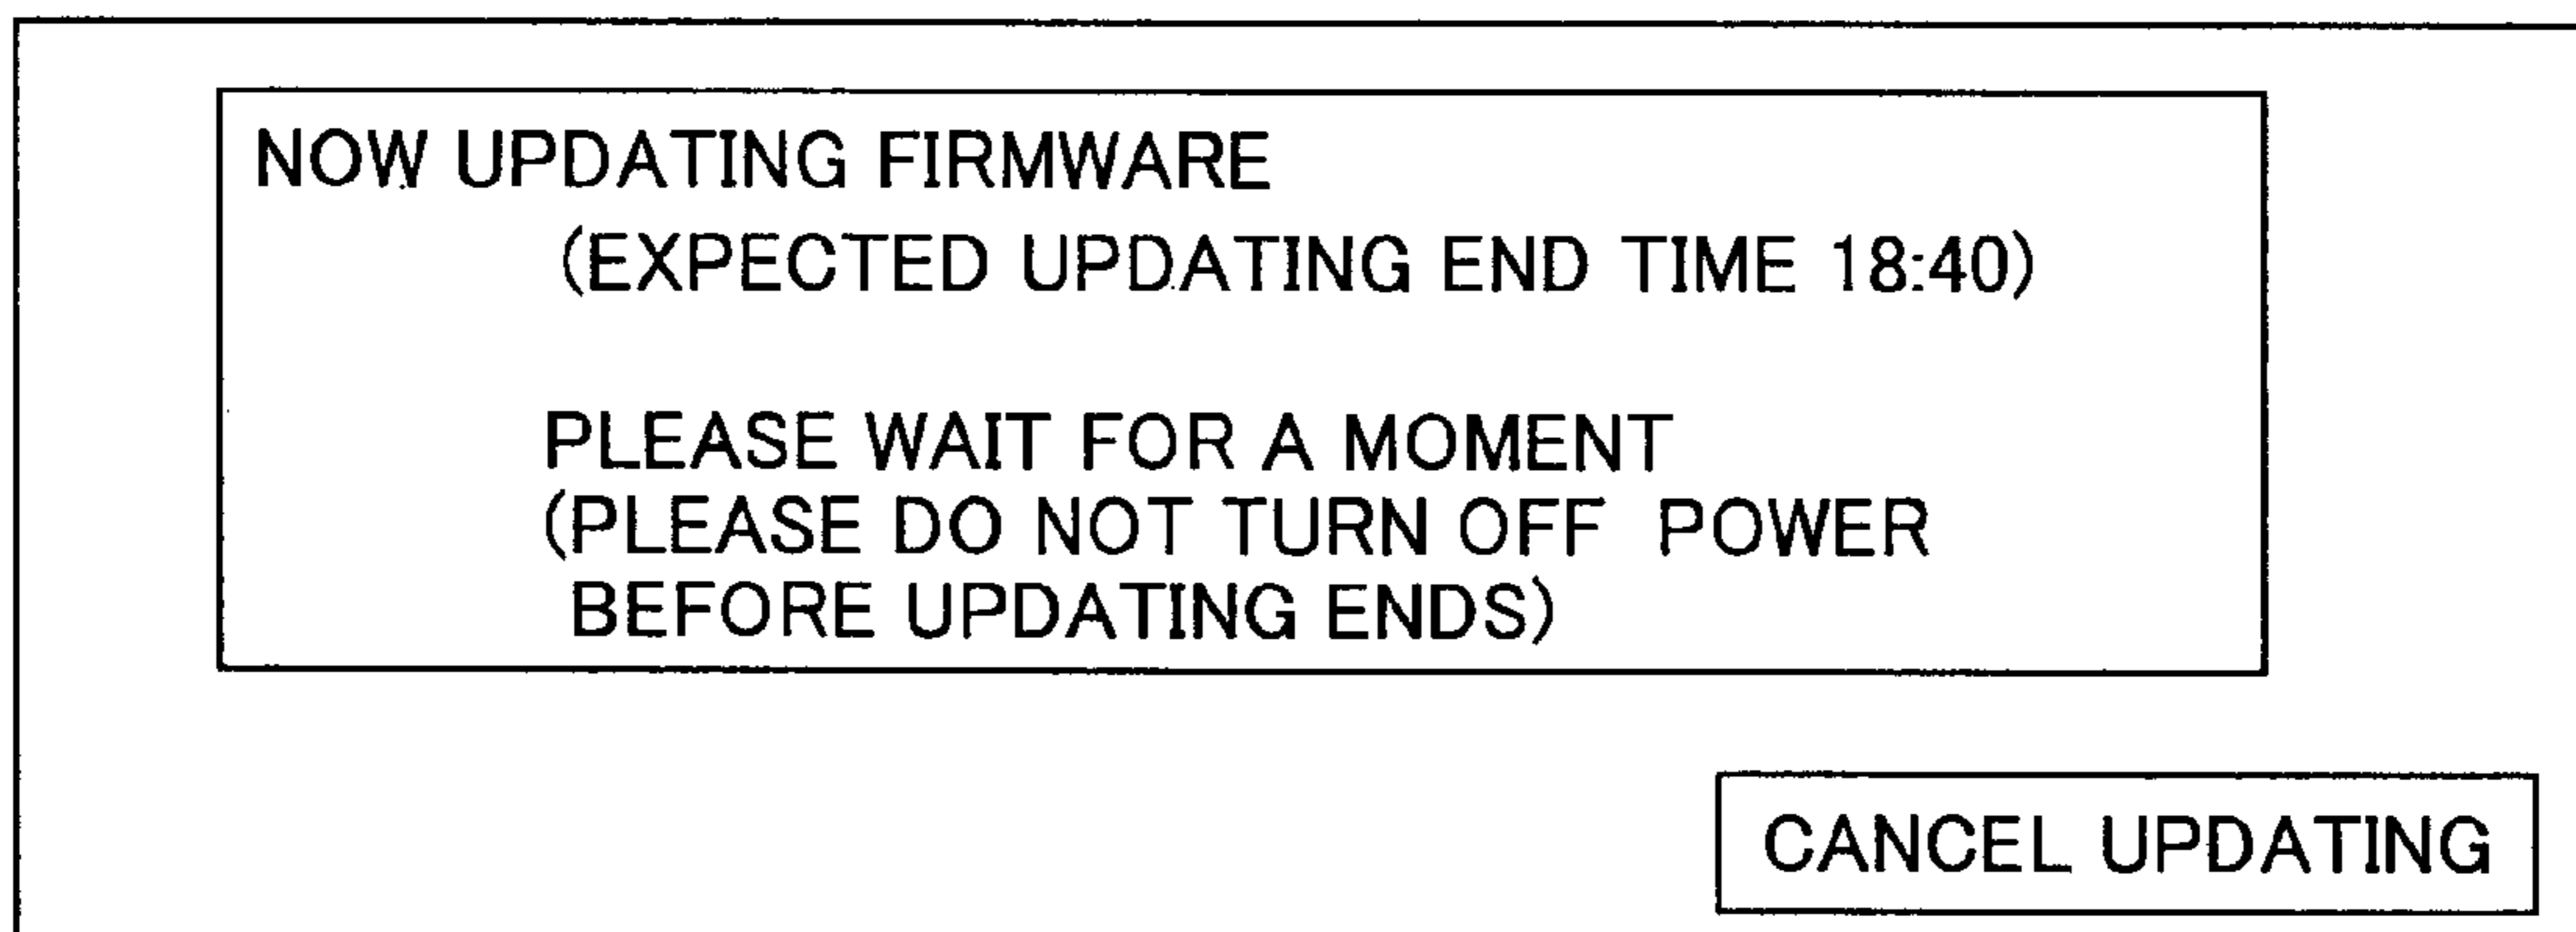 NOW UPDATING FIRMWARE
(EXPECTED UPDATING END TIME 18:40)
PLEASE WAIT FOR A MOMENT
(PLEASE DO NOT TURN OFF POWER
BEFORE UPDATING ENDS)
CANCEL UPDATING